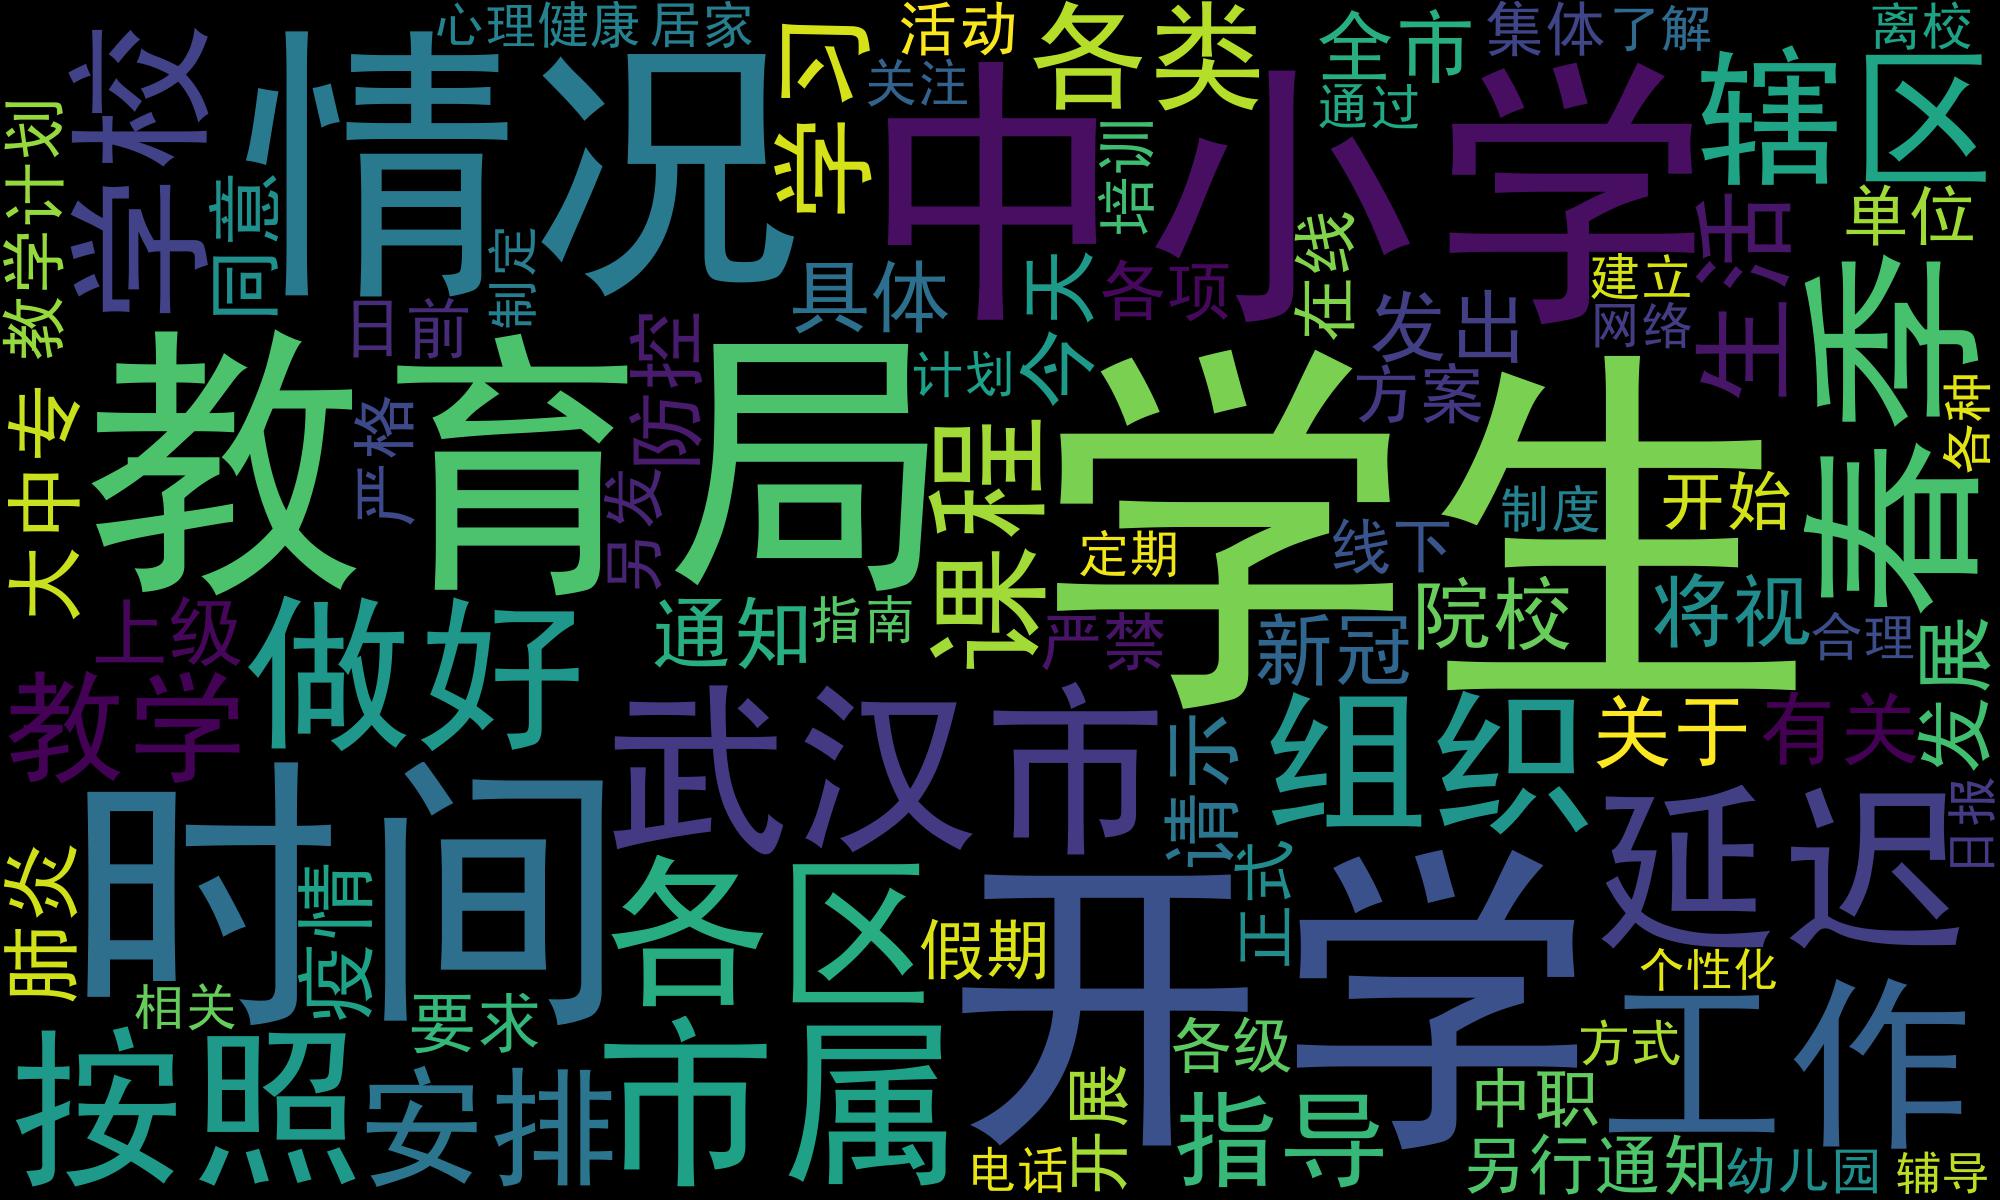 心理健康
居家
活动
各类
全市
集体
了解
离校
学校
情况
学习
关注
中小学
通过
辖区
教学计划
同意
培训
单位
制定
日前
具体
今天
各项
在线
发出
建立
网络
生活
春季
教育局
防控
计划
方案
各种
大中专
严格
另发
课程
学生
定期
线下
制度
开始
上级
做好
通知
指南
严禁
新冠
院校
将视
合理
发展
教学
武汉市
请示
组织
关于
有关
时间
延迟
日报
肺炎
疫情
各区
正式
假期
开学
个性化
相关
要求
工作
按照
安排
市属
各级
方式
开展
指导
中职
电话
另行通知
幼儿园
辅导